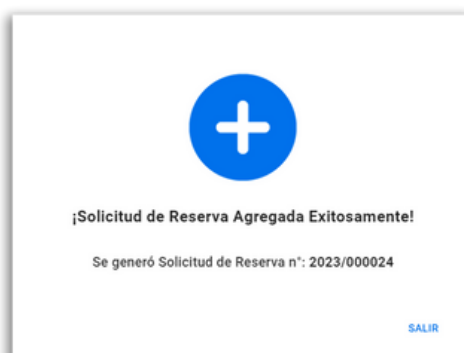 ¡Solicitud de Reserva Agregada Exitosamente!
Se generó Solicitud de Reserva n°: 2023/000024
SALIR